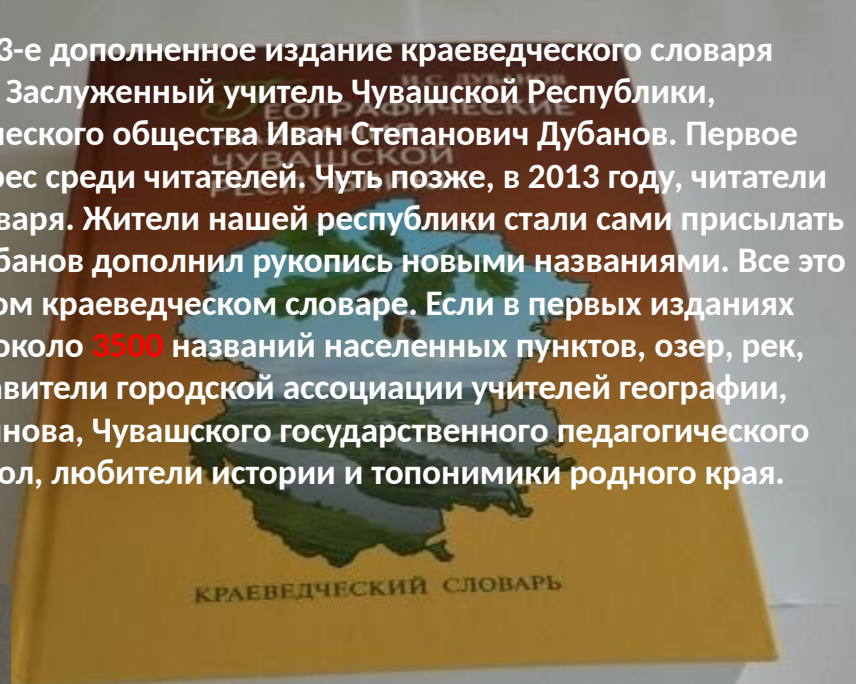 3-е дополненное издание краеведческого словаря
Заслуженный учитель Чувашской Республики,
ческого общества Иван Степанович Дубанов. Первое
рес среди читателей. Чуть позже, в 2013 году, читатели
варя. Жители нашей республики стали сами присылать
банов дополнил рукопись новыми названиями. Все это
ом краеведческом словаре. Если в первых изданиях
около 3500 названий населенных пунктов, озер, рек,
авители городской ассоциации учителей географии,
нова, Чувашского государственного педагогического
ол, любители истории и топонимики родного края.
И.С. ДУБАНОВ
ГЕОГРАФИЧЕСКИЕ
ЧУВАШСКОЙ
КРАЕВЕДЧЕСКИЙ СЛОВАРЬ